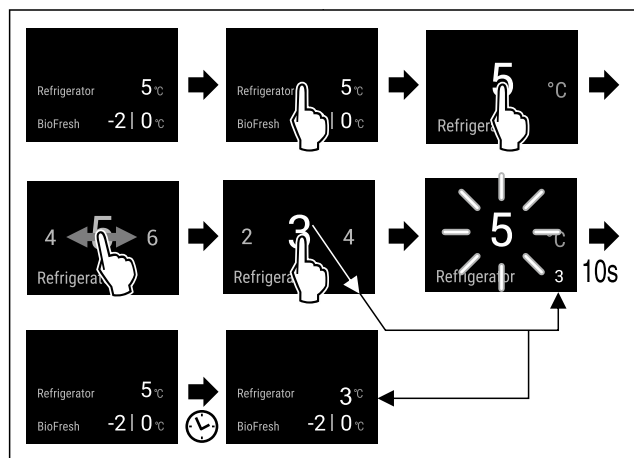 Refrigerator 5°C
BioFresh -2 | 0°C
Refrigerator 5°C
BioFresh -2 | 0°C
5 °C
Refrigerator
4 5 6
Refrigerator
2 3 4
Refrigerator
5 °C
Refrigerator 3
10s
Refrigerator 5°C
BioFresh -2 | 0°C
Refrigerator 3°C
BioFresh -2 | 0°C